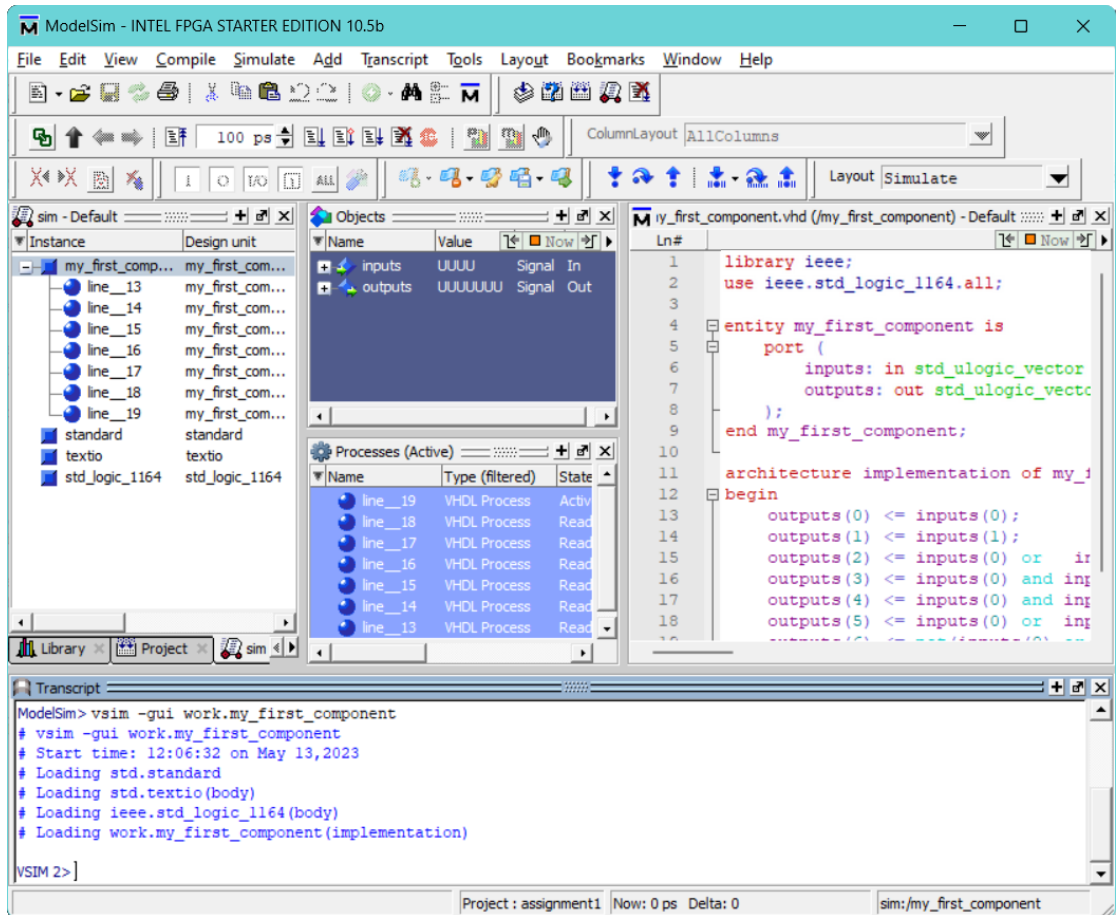 ModelSim - INTEL FPGA STARTER EDITION 10.5b
File Edit View Compile Simulate Add Transcript Tools Layout Bookmarks Window Help
100 ps
ColumnLayout AllColumns
Layout Simulate
sim - Default
Instance Design unit
my_first_comp... my_first_com...
line__13 my_first_com...
line__14 my_first_com...
line__15 my_first_com...
line__16 my_first_com...
line__17 my_first_com...
line__18 my_first_com...
line__19 my_first_com...
standard standard
textio textio
std_logic_1164 std_logic_1164
Library Project sim
Objects
Name Value Now
inputs UUUU Signal In
outputs UUUUUUU Signal Out
Processes (Active)
Name Type (filtered) State
line__19 VHDL Process Activ
line__18 VHDL Process Read
line__17 VHDL Process Read
line__16 VHDL Process Read
line__15 VHDL Process Read
line__14 VHDL Process Read
line__13 VHDL Process Read
y_first_component.vhd (/my_first_component) - Default
Ln# Now
1 library ieee;
2 use ieee.std_logic_1164.all;
3
4 entity my_first_component is
5 port (
6 inputs: in std_ulogic_vector
7 outputs: out std_ulogic_vecto
8 );
9 end my_first_component;
10
11 architecture implementation of my_f
12 begin
13 outputs(0) <= inputs(0);
14 outputs(1) <= inputs(1);
15 outputs(2) <= inputs(0) or in
16 outputs(3) <= inputs(0) and inp
17 outputs(4) <= inputs(0) and inp
18 outputs(5) <= inputs(0) or inp
Transcript
ModelSim> vsim -gui work.my_first_component
# vsim -gui work.my_first_component
# Start time: 12:06:32 on May 13,2023
# Loading std.standard
# Loading std.textio(body)
# Loading ieee.std_logic_1164(body)
# Loading work.my_first_component(implementation)
VSIM 2>
Project : assignment1 Now: 0 ps Delta: 0 sim:/my_first_component